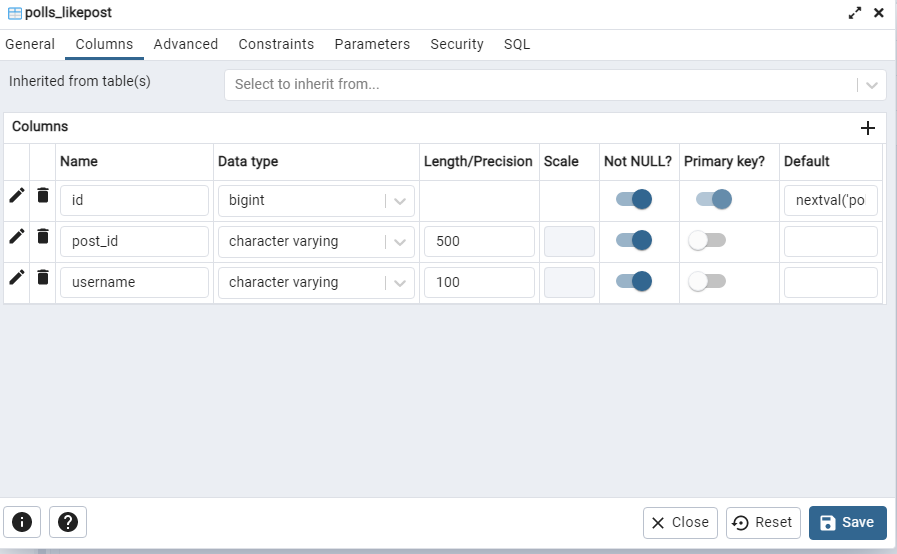 polls_likepost
General Columns Advanced Constraints Parameters Security SQL
Inherited from table(s) Select to inherit from...
Columns
Name Data type Length/Precision Scale Not NULL? Primary key? Default
id bigint nextval('po
post_id character varying 500
username character varying 100
Close Reset Save